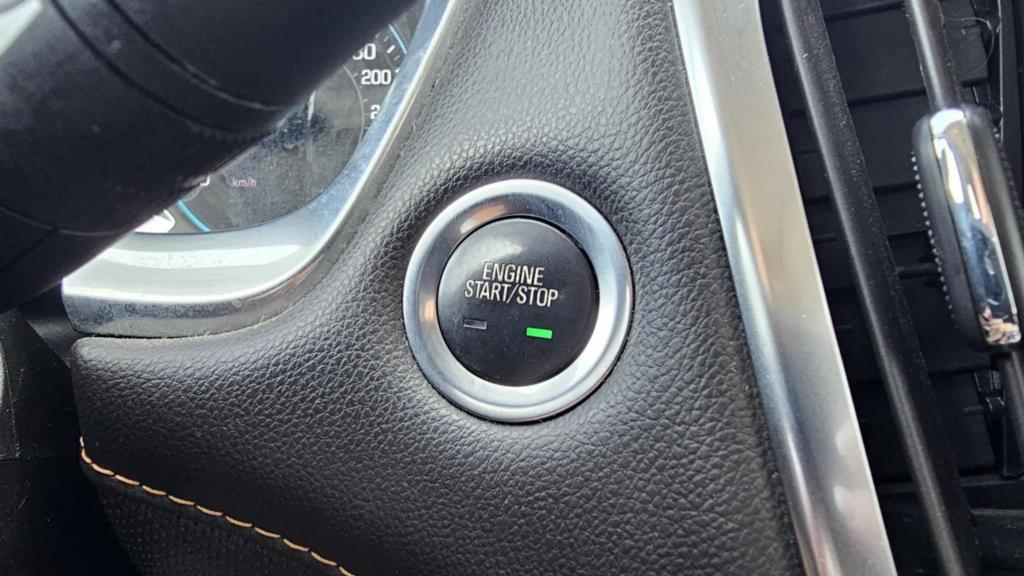 200
km/h
ENGINE
START/STOP